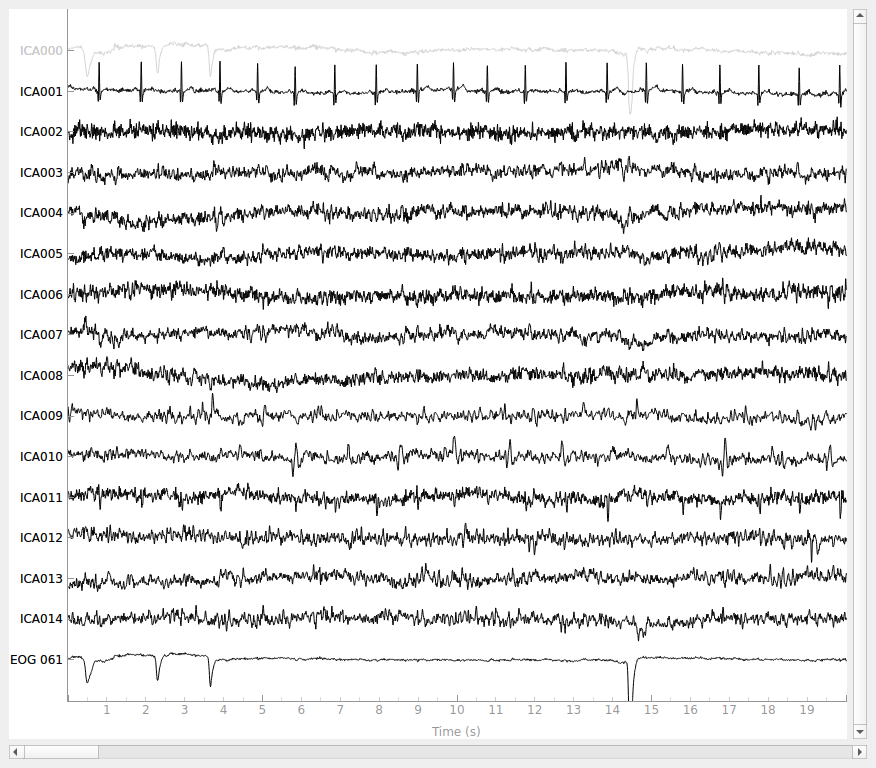 ICA000
ICA001
ICA002
ICA003
ICA004
ICA005
ICA006
ICA007
ICA008
ICA009
ICA010
ICA011
ICA012
ICA013
ICA014
EOG 061
1 2 3 4 5 6 7 8 9 10 11 12 13 14 15 16 17 18 19
Time (s)